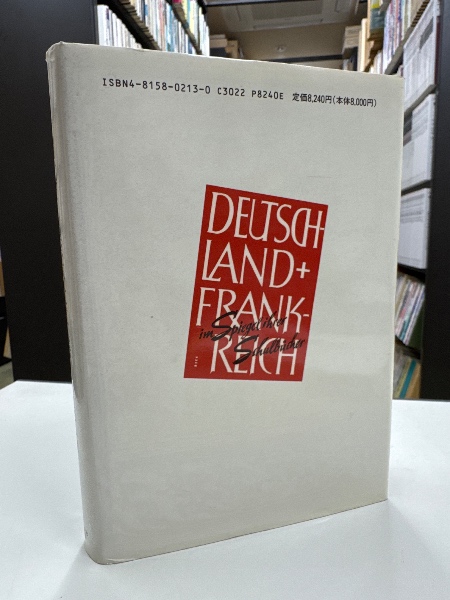 ISBN4-8158-0213-0 C3022 P8240E 定価8,240円(本体8,000円)
DEUTSCH-
LAND+
FRANK-
im Spiegel ihrer
Schulbücher
REICH